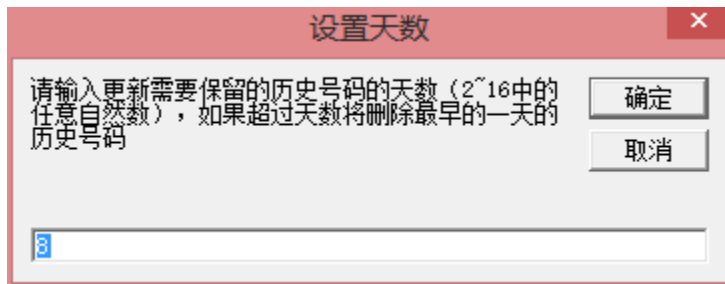 设置天数
×
请输入更新需要保留的历史号码的天数（2~16中的
任意自然数），如果超过天数将删除最早的一天的
历史号码
确定
取消
8